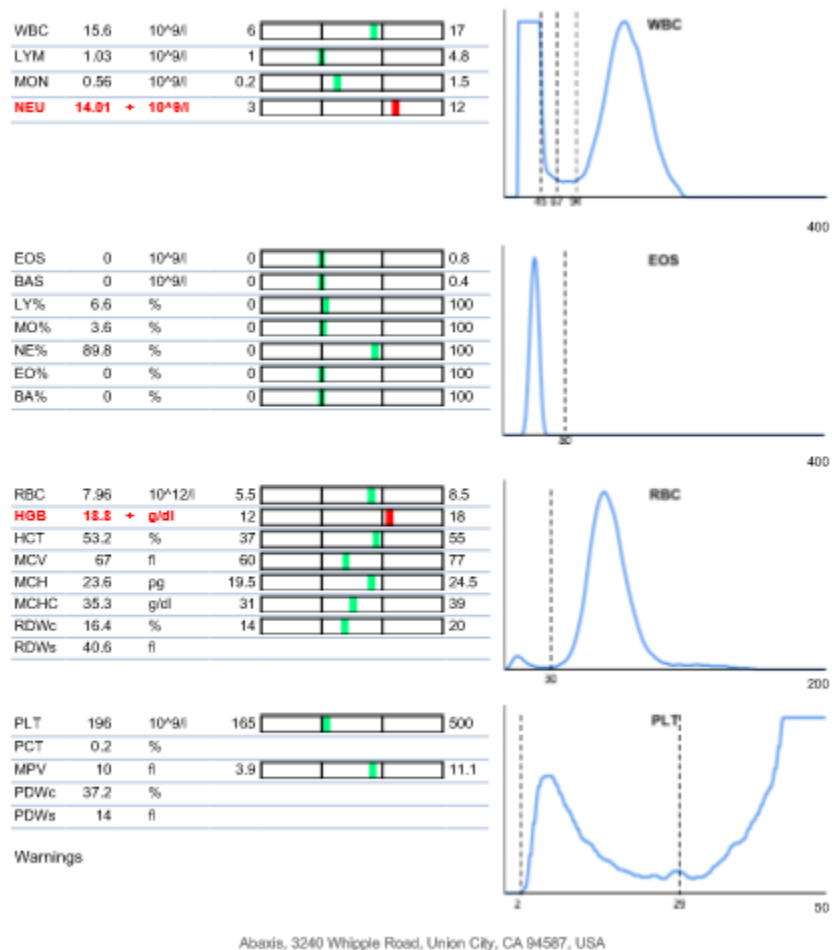 WBC 15.6 10^9/l 6 17
LYM 1.03 10^9/l 1 4.8
MON 0.56 10^9/l 0.2 1.5
NEU 14.01 + 10^9/l 3 12
WBC
400
EOS 0 10^9/l 0 0.8
BAS 0 10^9/l 0 0.4
LY% 6.6 % 0 100
MO% 3.6 % 0 100
NE% 89.8 % 0 100
EO% 0 % 0 100
BA% 0 % 0 100
EOS
400
RBC 7.96 10^12/l 5.5 8.5
HGB 18.8 + g/dl 12 18
HCT 53.2 % 37 55
MCV 67 fl 60 77
MCH 23.6 pg 19.5 24.5
MCHC 35.3 g/dl 31 39
RDWc 16.4 % 14 20
RDWs 40.6 fl
RBC
30
200
PLT 196 10^9/l 165 500
PCT 0.2 %
MPV 10 fl 3.9 11.1
PDWc 37.2 %
PDWs 14 fl
PLT
2 29
50
Warnings
Abaxis, 3240 Whipple Road, Union City, CA 94587, USA